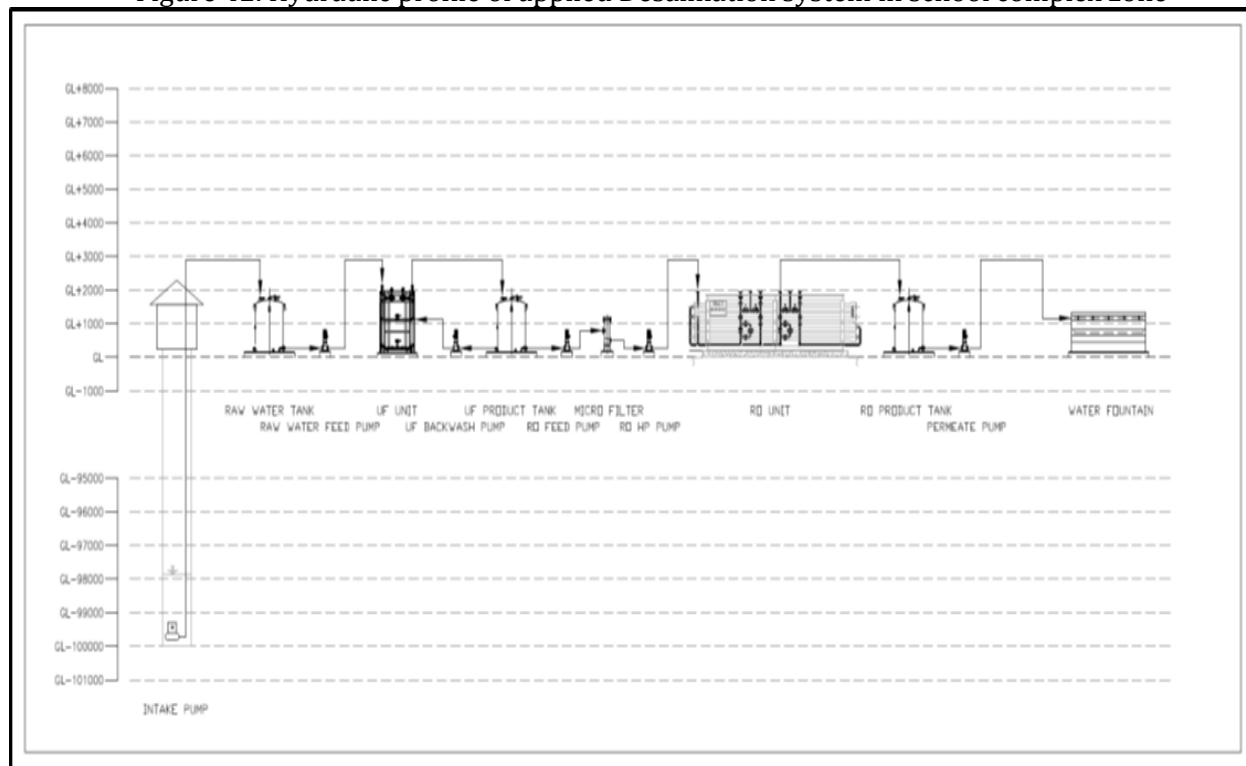 GL+8000
GL+7000
GL+6000
GL+5000
GL+4000
GL+3000
GL+2000
GL+1000
GL
GL-1000
RAW WATER TANK UF UNIT UF PRODUCT TANK MICRO FILTER RO UNIT RO PRODUCT TANK WATER FOUNTAIN
RAW WATER FEED PUMP UF BACKWASH PUMP RO FEED PUMP RO HP PUMP PERMEATE PUMP
GL-95000
GL-96000
GL-97000
GL-98000
GL-99000
GL-100000
GL-101000
INTAKE PUMP